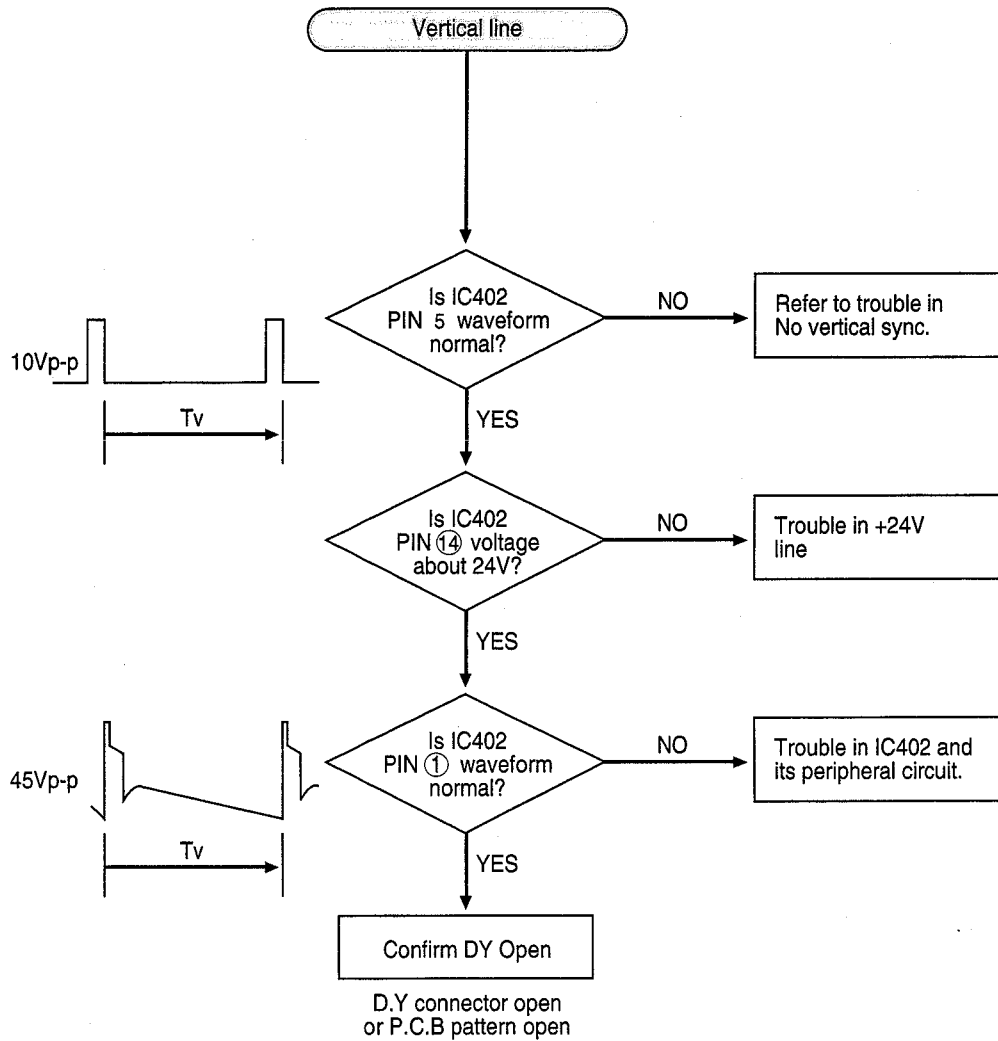 Vertical line
Is IC402
PIN 5 waveform
normal?
NO
Refer to trouble in
No vertical sync.
10Vp-p
Tv
YES
Is IC402
PIN ⑭ voltage
about 24V?
NO
Trouble in +24V
line
YES
Is IC402
PIN ① waveform
normal?
NO
Trouble in IC402 and
its peripheral circuit.
45Vp-p
Tv
YES
Confirm DY Open
D.Y connector open
or P.C.B pattern open